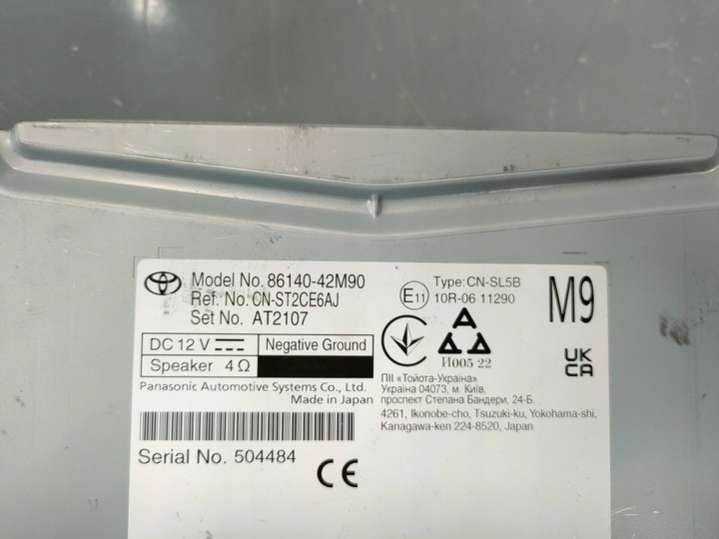 Model No. 86140-42M90
Ref. No. CN-ST2CE6AJ
Set No. AT2107
DC 12 V
Negative Ground
Speaker 4 Ω
Panasonic Automotive Systems Co., Ltd.
Made in Japan
Serial No. 504484
CE
E11
Type: CN-SL5B
10R-06 11290
M9
A
И005 22
UK
CA
ПІІ «Тойота-Україна»
Україна 04073, м. Київ,
проспект Степана Бандери, 24-Б.
4261, Ikonobe-cho, Tsuzuki-ku, Yokohama-shi,
Kanagawa-ken 224-8520, Japan